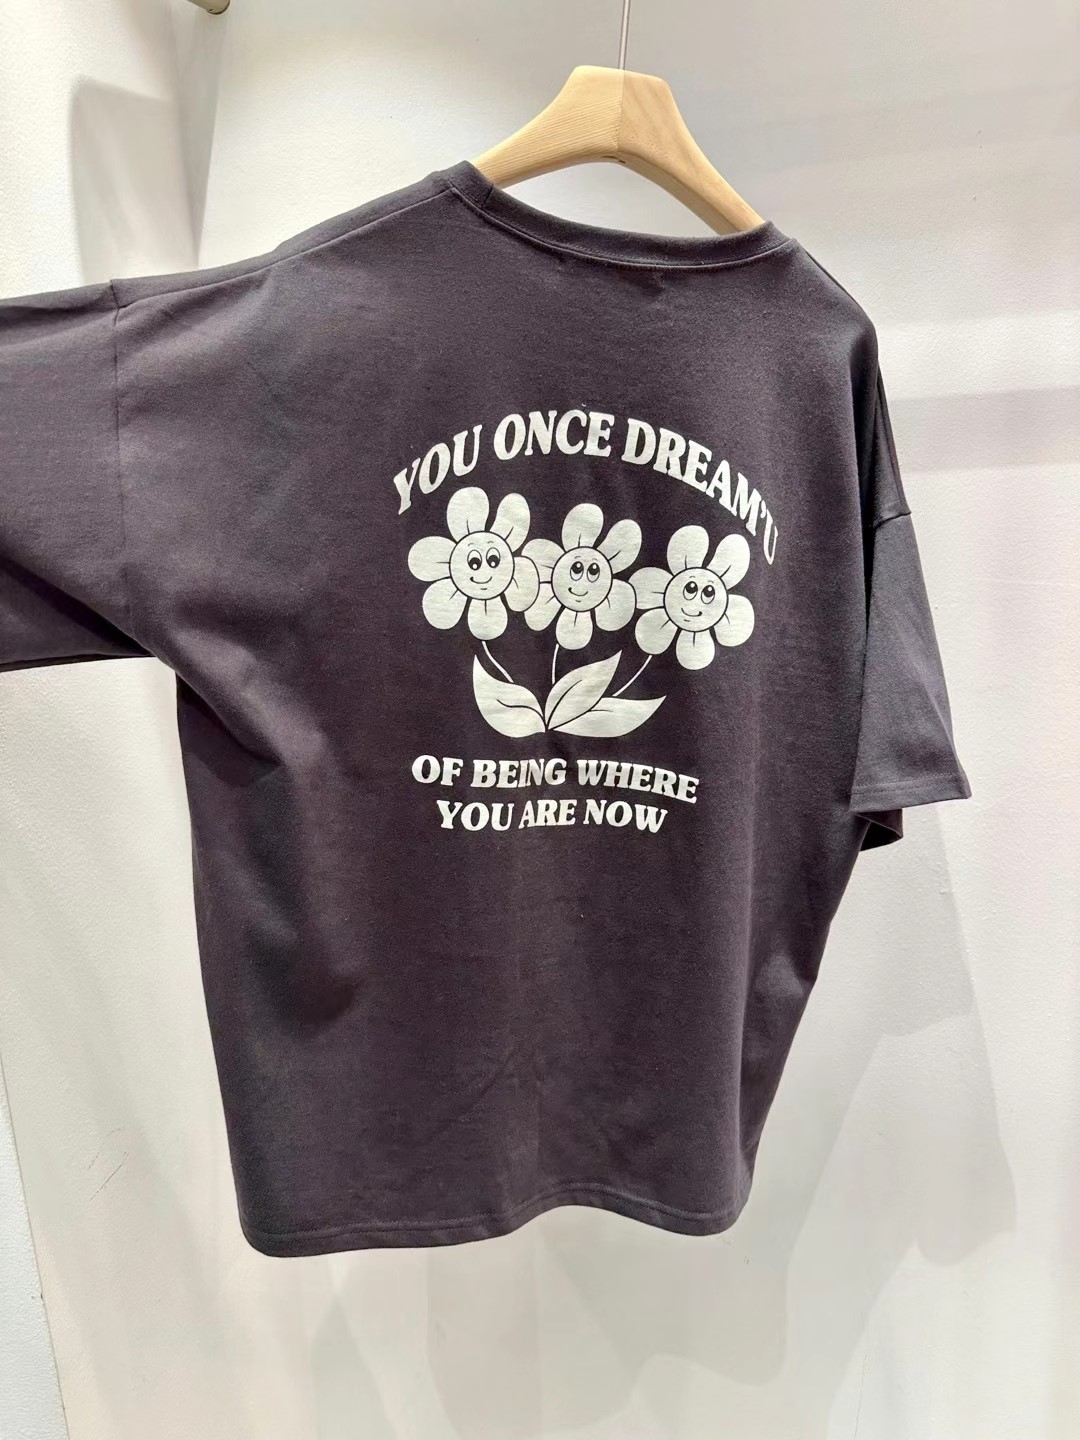 YOU ONCE DREAM'U
OF BEING WHERE
YOU ARE NOW